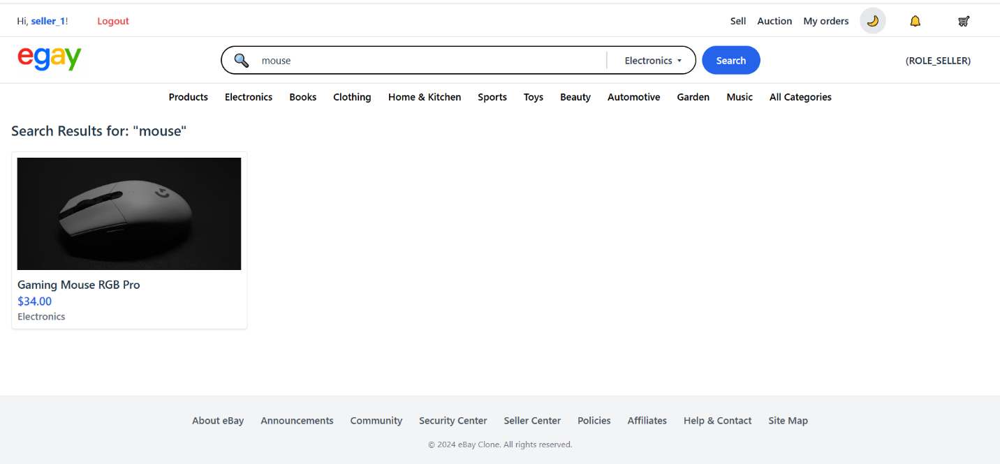 Hi, seller_1! Logout Sell Auction My orders
egay mouse Electronics ▾ Search (ROLE_SELLER)
Products Electronics Books Clothing Home & Kitchen Sports Toys Beauty Automotive Garden Music All Categories
Search Results for: "mouse"
G
Gaming Mouse RGB Pro
$34.00
Electronics
About eBay Announcements Community Security Center Seller Center Policies Affiliates Help & Contact Site Map
© 2024 eBay Clone. All rights reserved.